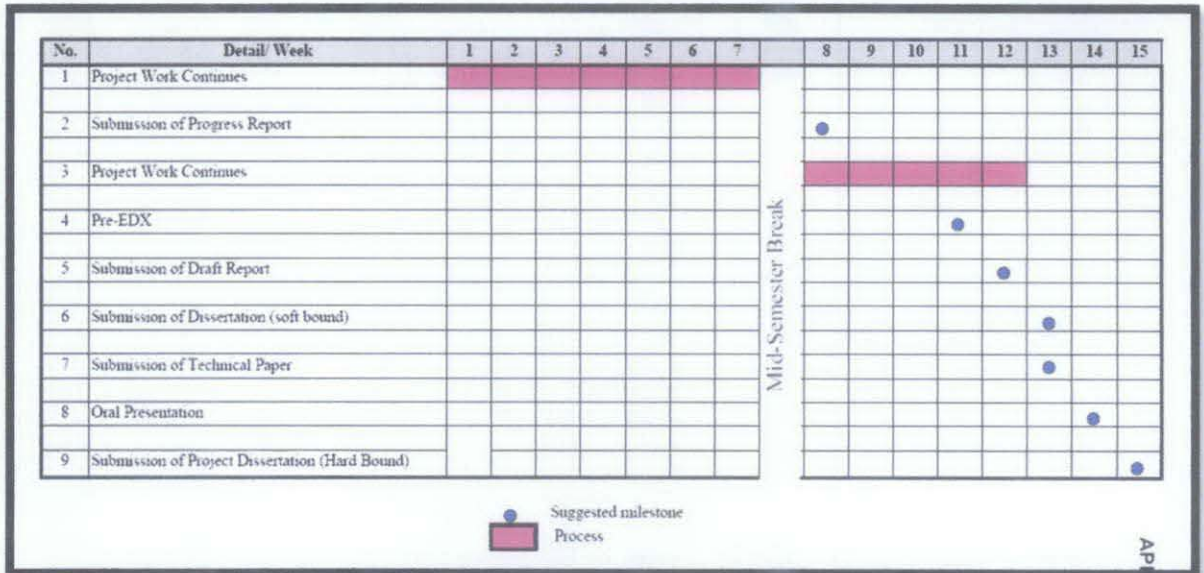 No. Detail/ Week 1 2 3 4 5 6 7 8 9 10 11 12 13 14 15
1 Project Work Continues
2 Submission of Progress Report
3 Project Work Continues
4 Pre-EDX
5 Submission of Draft Report
6 Submission of Dissertation (soft bound)
7 Submission of Technical Paper
8 Oral Presentation
9 Submission of Project Dissertation (Hard Bound)
Mid-Semester Break
Suggested milestone
Process
API